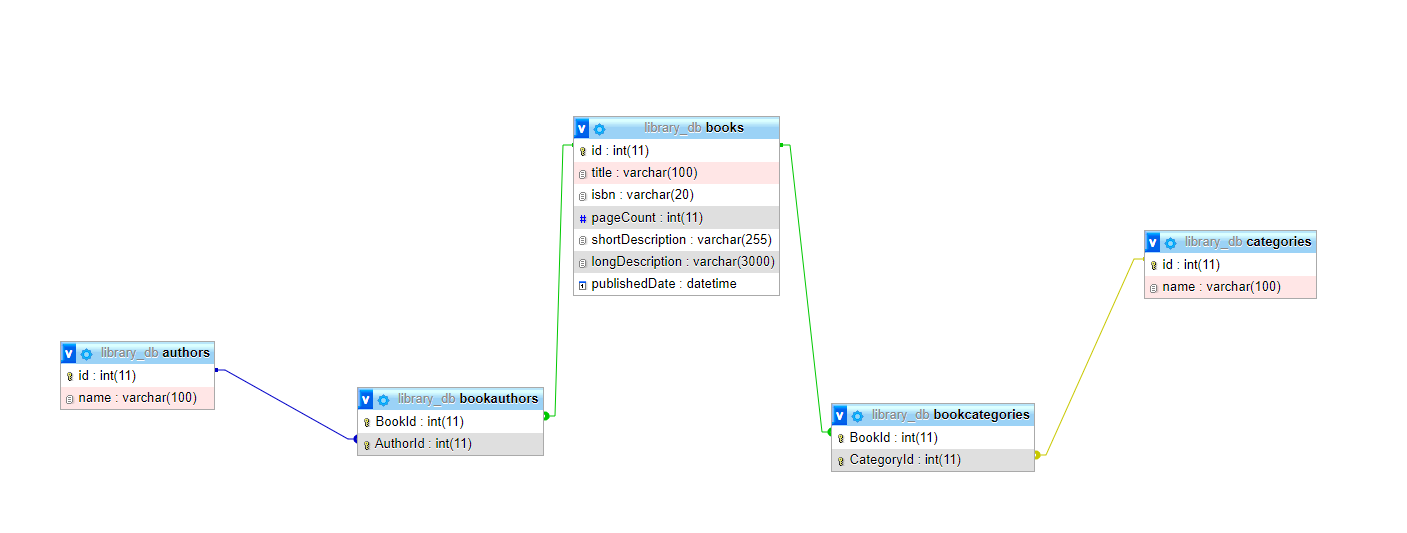 library_db books
id : int(11)
title : varchar(100)
isbn : varchar(20)
# pageCount : int(11)
shortDescription : varchar(255)
longDescription : varchar(3000)
publishedDate : datetime
library_db categories
id : int(11)
name : varchar(100)
library_db authors
id : int(11)
name : varchar(100)
library_db bookauthors
BookId : int(11)
AuthorId : int(11)
library_db bookcategories
BookId : int(11)
CategoryId : int(11)